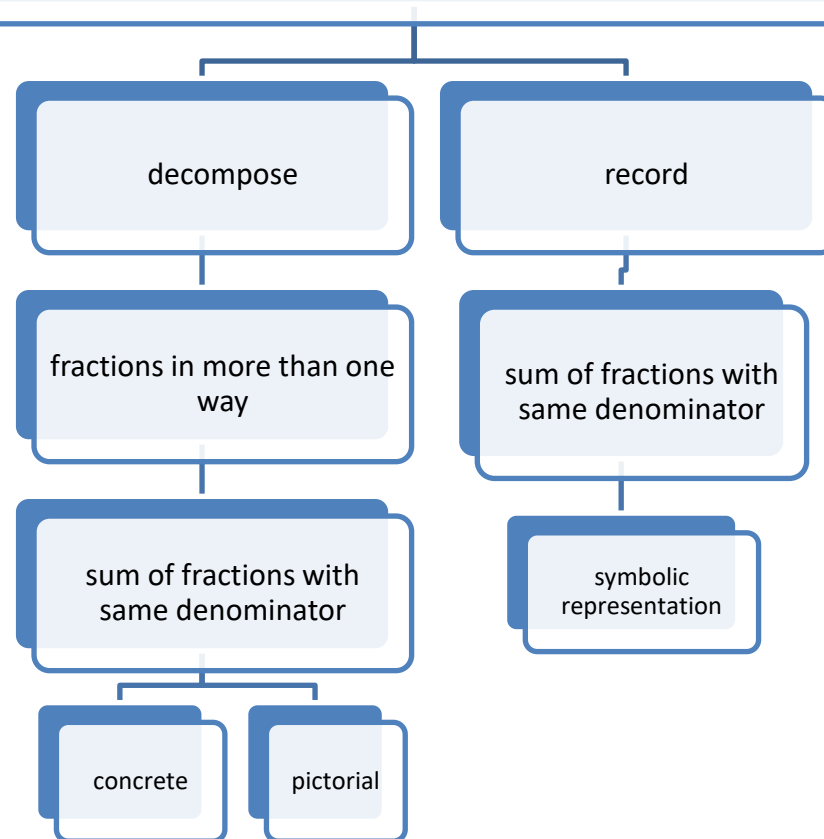 decompose
record
fractions in more than one
way
sum of fractions with
same denominator
sum of fractions with
same denominator
symbolic
representation
concrete
pictorial